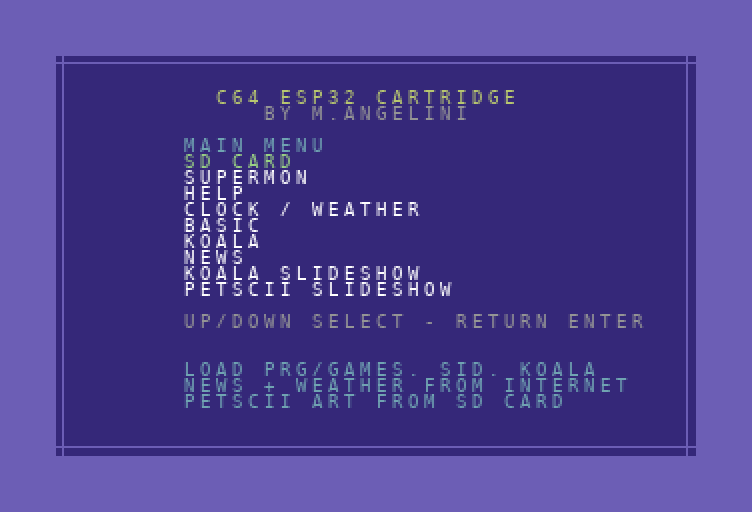 C64 ESP32 CARTRIDGE
BY M.ANGELINI
MAIN MENU
SD CARD
SUPERMON
HELP
CLOCK / WEATHER
BASIC
KOALA
NEWS
KOALA SLIDESHOW
PETSCII SLIDESHOW
UP/DOWN SELECT - RETURN ENTER
LOAD PRG/GAMES. SID. KOALA
NEWS + WEATHER FROM INTERNET
PETSCII ART FROM SD CARD